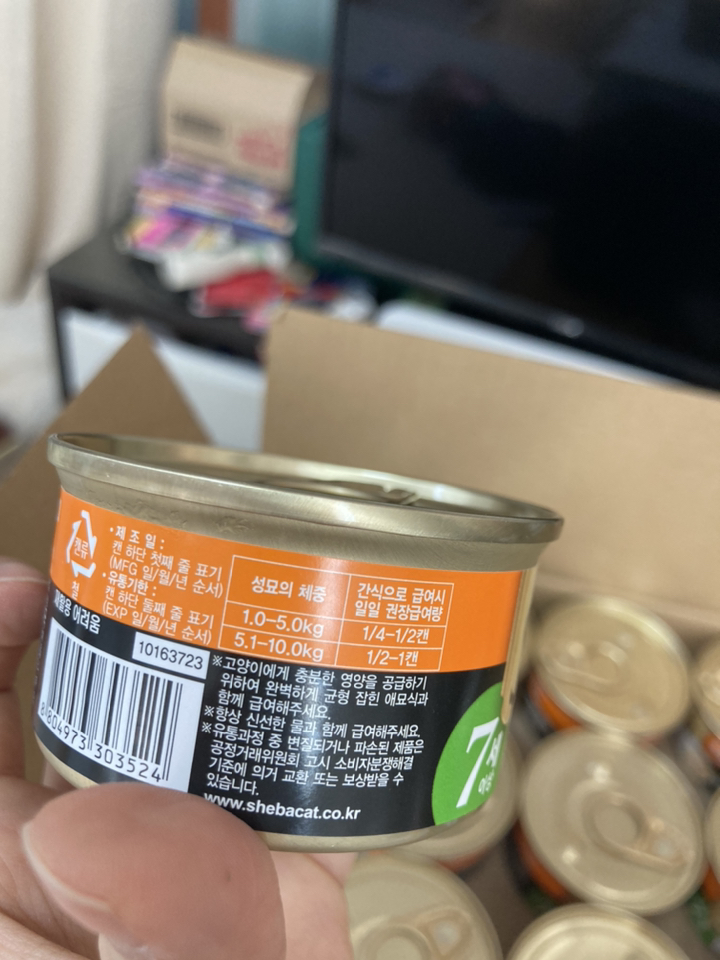 캔류
철
재활용 어려움
·제 조 일 :
캔 하단 첫째 줄 표기
(MFG 일/월/년 순서)
·유통기한 :
캔 하단 둘째 줄 표기
(EXP 일/월/년 순서)
성묘의 체중
간식으로 급여시
일일 권장급여량
1.0–5.0kg
1/4–1/2캔
5.1–10.0kg
1/2–1캔
10163723
8 804973 303524
※고양이에게 충분한 영양을 공급하기
위하여 완벽하게 균형 잡힌 애묘식과
함께 급여해주세요.
※항상 신선한 물과 함께 급여해주세요.
※유통과정 중 변질되거나 파손된 제품은
공정거래위원회 고시 소비자분쟁해결
기준에 의거 교환 또는 보상받을 수
있습니다.
www.shebacat.co.kr
7세
이상